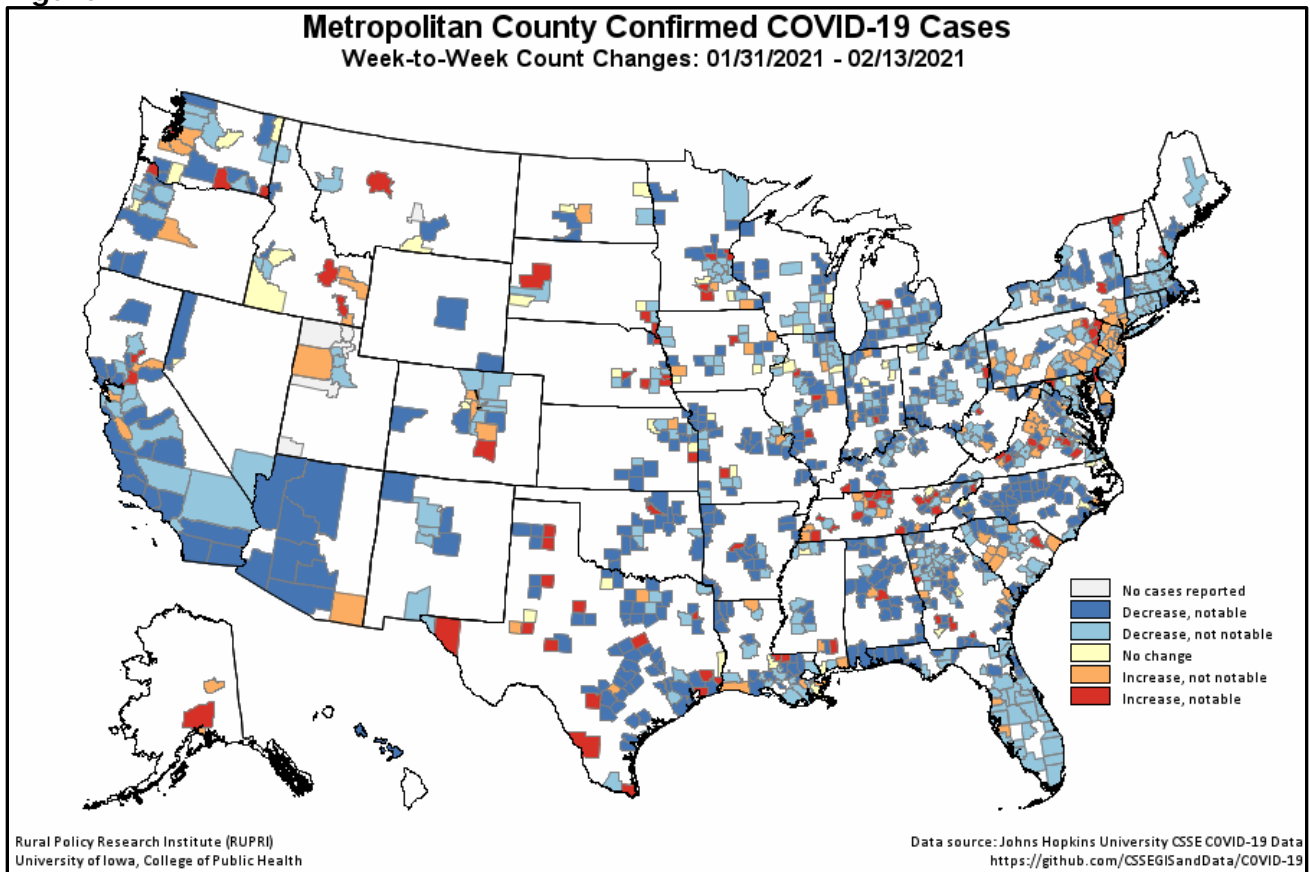 Metropolitan County Confirmed COVID-19 Cases
Week-to-Week Count Changes: 01/31/2021 - 02/13/2021
No cases reported
Decrease, notable
Decrease, not notable
No change
Increase, not notable
Increase, notable
Rural Policy Research Institute (RUPRI)
University of Iowa, College of Public Health
Data source: Johns Hopkins University CSSE COVID-19 Data
https://github.com/CSSEGISandData/COVID-19